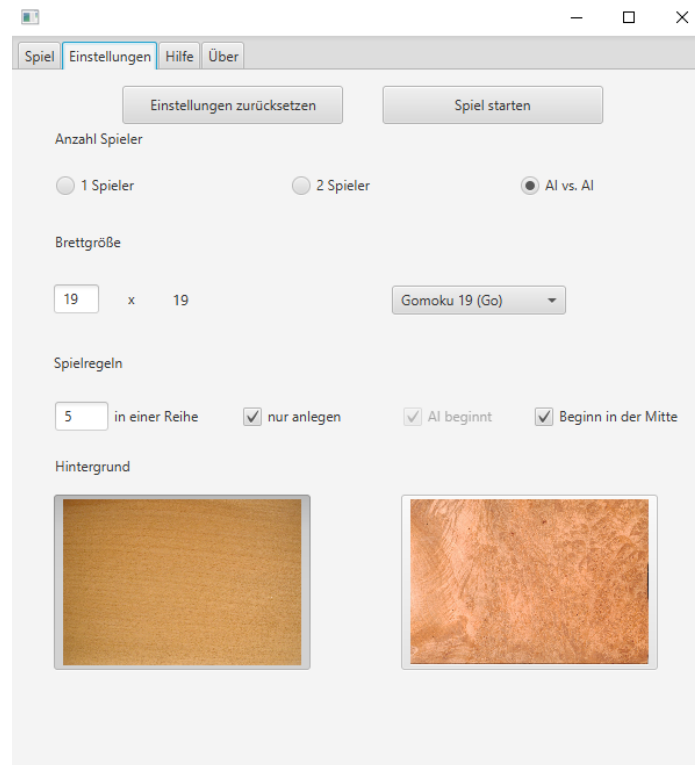 Spiel Einstellungen Hilfe Über
Einstellungen zurücksetzen Spiel starten
Anzahl Spieler
1 Spieler 2 Spieler AI vs. AI
Brettgröße
19 x 19 Gomoku 19 (Go)
Spielregeln
5 in einer Reihe nur anlegen AI beginnt Beginn in der Mitte
Hintergrund